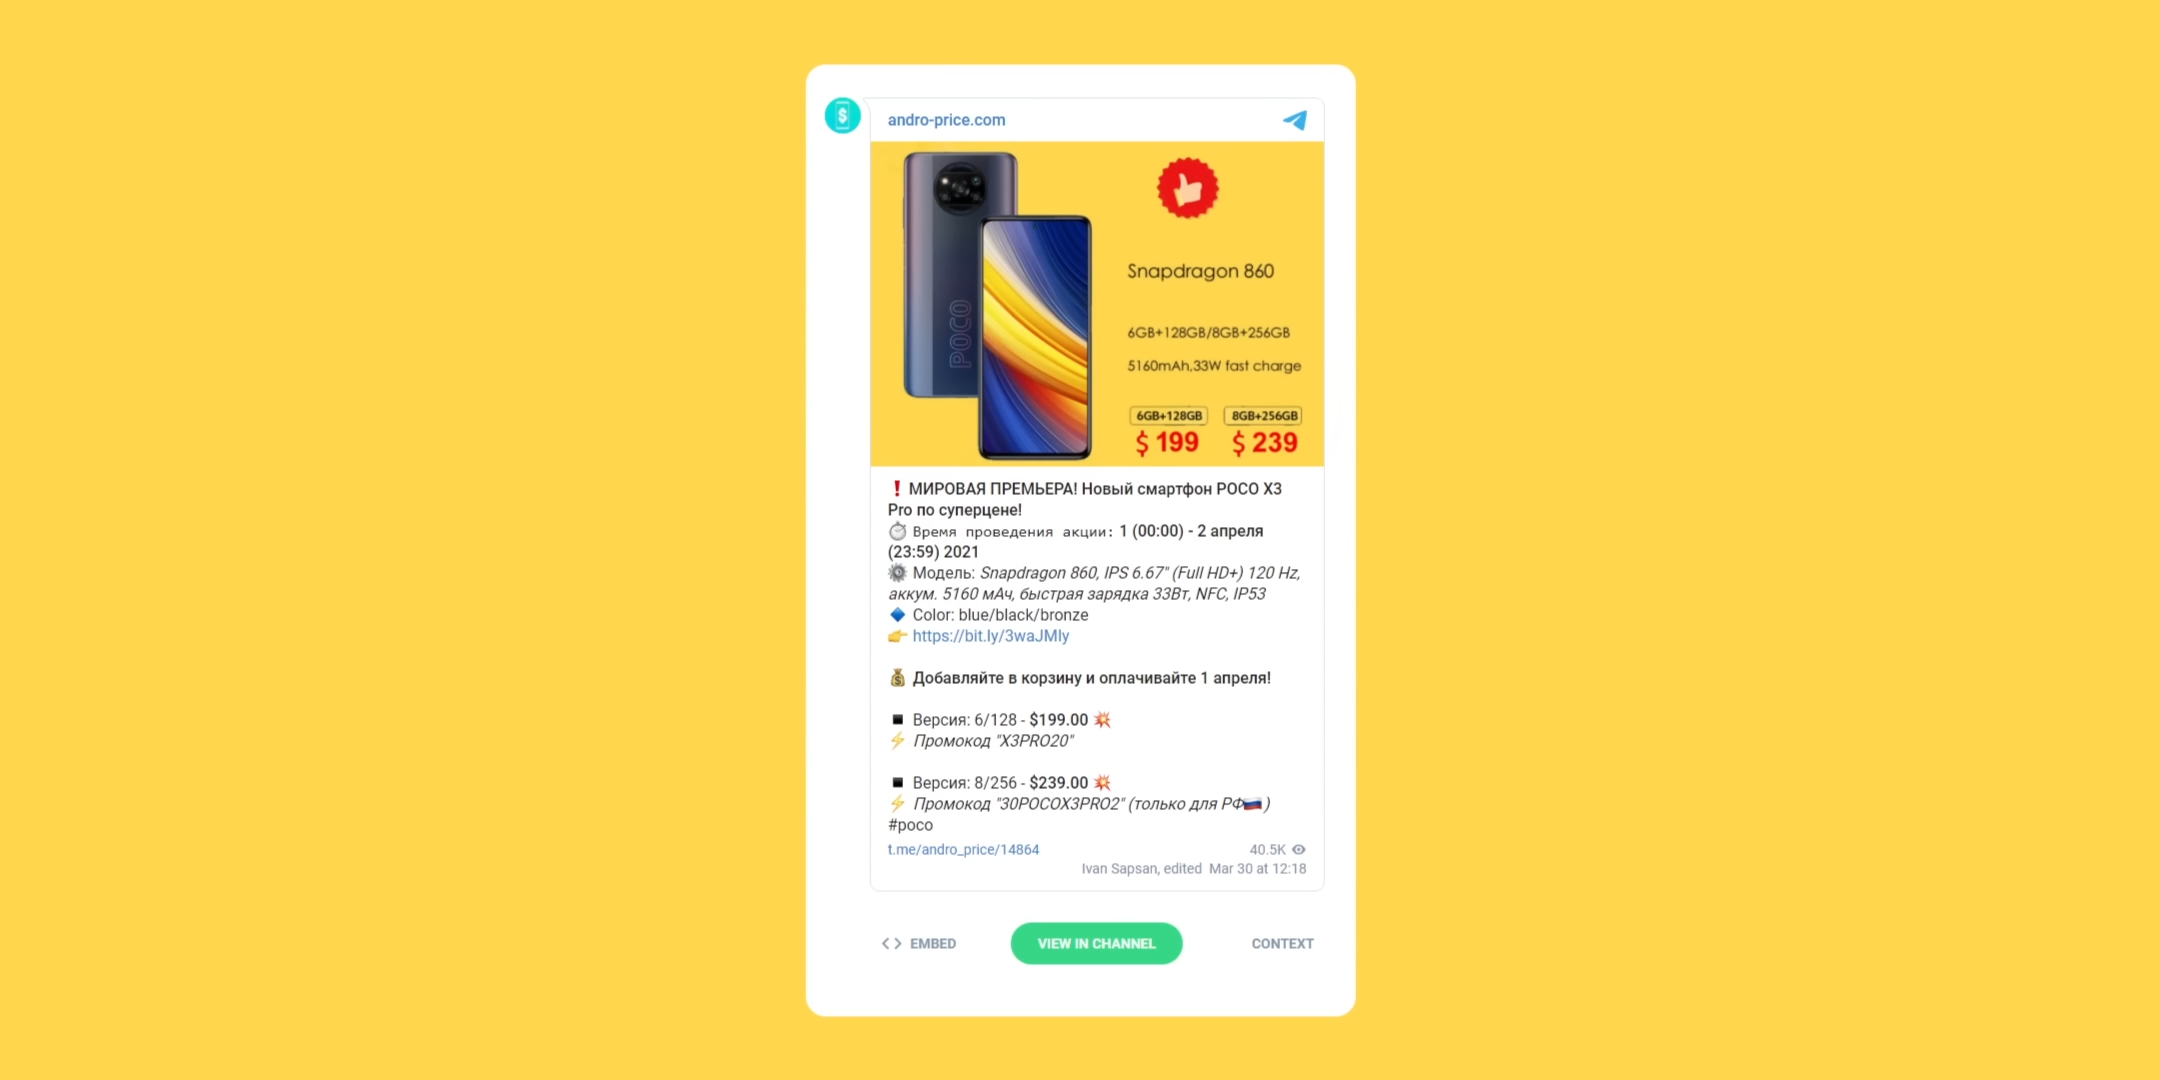 andro-price.com
POCO
Snapdragon 860
6GB+128GB/8GB+256GB
5160mAh,33W fast charge
6GB+128GB 8GB+256GB
$ 199 $ 239
❗ МИРОВАЯ ПРЕМЬЕРА! Новый смартфон POCO X3
Pro по суперцене!
⏱ Время проведения акции: 1 (00:00) - 2 апреля
(23:59) 2021
⚙ Модель: Snapdragon 860, IPS 6.67" (Full HD+) 120 Hz,
аккум. 5160 мАч, быстрая зарядка 33Вт, NFC, IP53
🔹 Color: blue/black/bronze
👉 https://bit.ly/3waJMly
💰 Добавляйте в корзину и оплачивайте 1 апреля!
◾ Версия: 6/128 - $199.00 💥
⚡ Промокод "X3PRO20"
◾ Версия: 8/256 - $239.00 💥
⚡ Промокод "30POCOX3PRO2" (только для РФ🇷🇺)
#poco
t.me/andro_price/14864 40.5K
Ivan Sapsan, edited Mar 30 at 12:18
EMBED VIEW IN CHANNEL CONTEXT